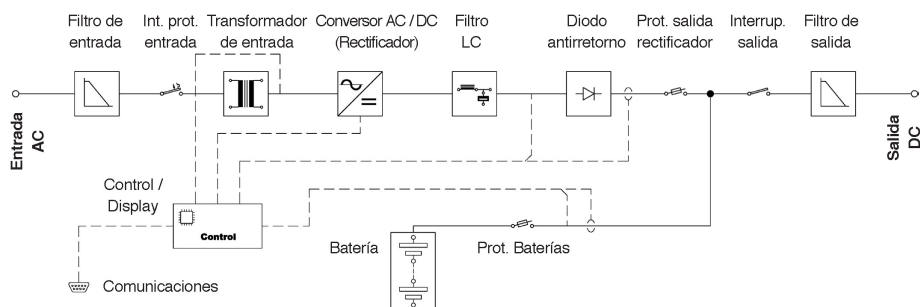 Filtro de
entrada
Int. prot.
entrada
Transformador
de entrada
Conversor AC / DC
(Rectificador)
Filtro
LC
Diodo
antirretorno
Prot. salida
rectificador
Interrup.
salida
Filtro de
salida
Entrada
AC
Salida
DC
Control /
Display
Control
Batería
Prot. Baterías
Comunicaciones